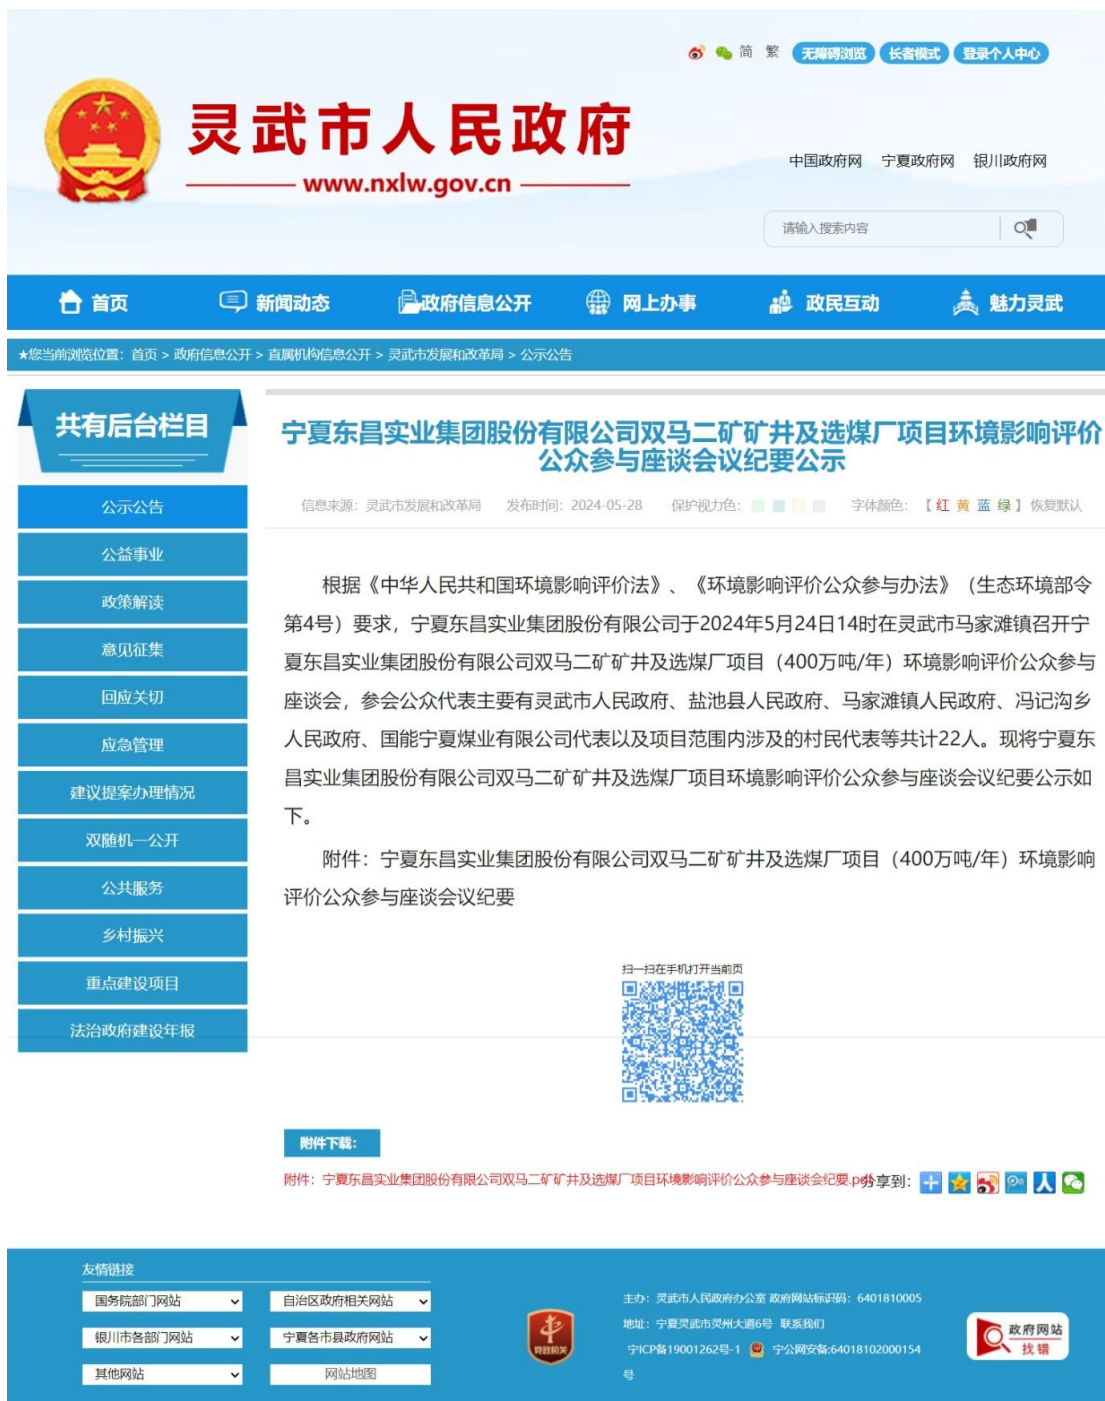 简 繁 无障碍浏览 长者模式 登录个人中心
灵武市人民政府
www.nxlw.gov.cn
中国政府网 宁夏政府网 银川政府网
请输入搜索内容
首页 新闻动态 政府信息公开 网上办事 政民互动 魅力灵武
★您当前浏览位置：首页 > 政府信息公开 > 直属机构信息公开 > 灵武市发展和改革局 > 公示公告
共有后台栏目
公示公告
公益事业
政策解读
意见征集
回应关切
应急管理
建议提案办理情况
双随机一公开
公共服务
乡村振兴
重点建设项目
法治政府建设年报
宁夏东昌实业集团股份有限公司双马二矿矿井及选煤厂项目环境影响评价
公众参与座谈会议纪要公示
信息来源：灵武市发展和改革局 发布时间：2024-05-28 保护视力色： 字体颜色：【 红 黄 蓝 绿 】恢复默认
根据《中华人民共和国环境影响评价法》、《环境影响评价公众参与办法》（生态环境部令
第4号）要求，宁夏东昌实业集团股份有限公司于2024年5月24日14时在灵武市马家滩镇召开宁
夏东昌实业集团股份有限公司双马二矿矿井及选煤厂项目（400万吨/年）环境影响评价公众参与
座谈会，参会公众代表主要有灵武市人民政府、盐池县人民政府、马家滩镇人民政府、冯记沟乡
人民政府、国能宁夏煤业有限公司代表以及项目范围内涉及的村民代表等共计22人。现将宁夏东
昌实业集团股份有限公司双马二矿矿井及选煤厂项目环境影响评价公众参与座谈会议纪要公示如
下。
附件：宁夏东昌实业集团股份有限公司双马二矿矿井及选煤厂项目（400万吨/年）环境影响
评价公众参与座谈会议纪要
扫一扫在手机打开当前页
附件下载：
附件：宁夏东昌实业集团股份有限公司双马二矿矿井及选煤厂项目环境影响评价公众参与座谈会纪要.pdf 分享到：
友情链接
国务院部门网站 自治区政府相关网站
银川市各部门网站 宁夏各市县政府网站
其他网站 网站地图
党政机关
主办：灵武市人民政府办公室 政府网站标识码：6401810005
地址：宁夏灵武市灵州大道6号 联系我们
宁ICP备19001262号-1 宁公网安备:64018102000154
号
政府网站
找错